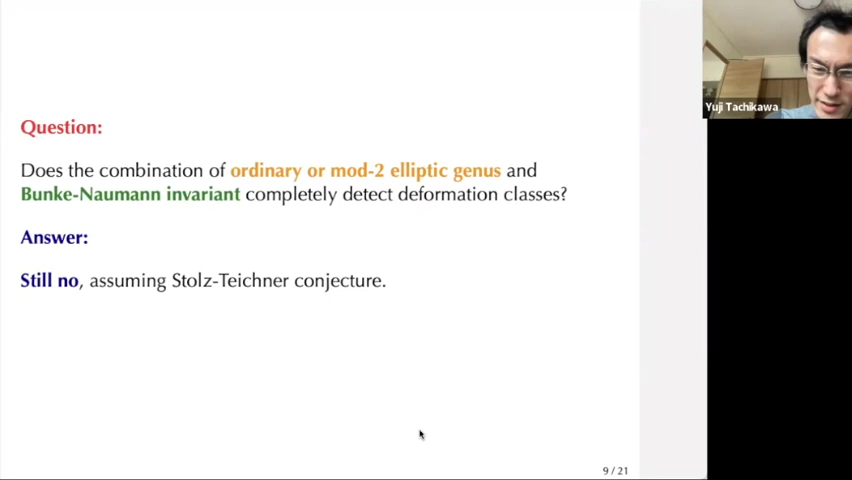 Question:
Does the combination of ordinary or mod-2 elliptic genus and
Bunke-Naumann invariant completely detect deformation classes?
Answer:
Still no, assuming Stolz-Teichner conjecture.
9 / 21
Yuji Tachikawa